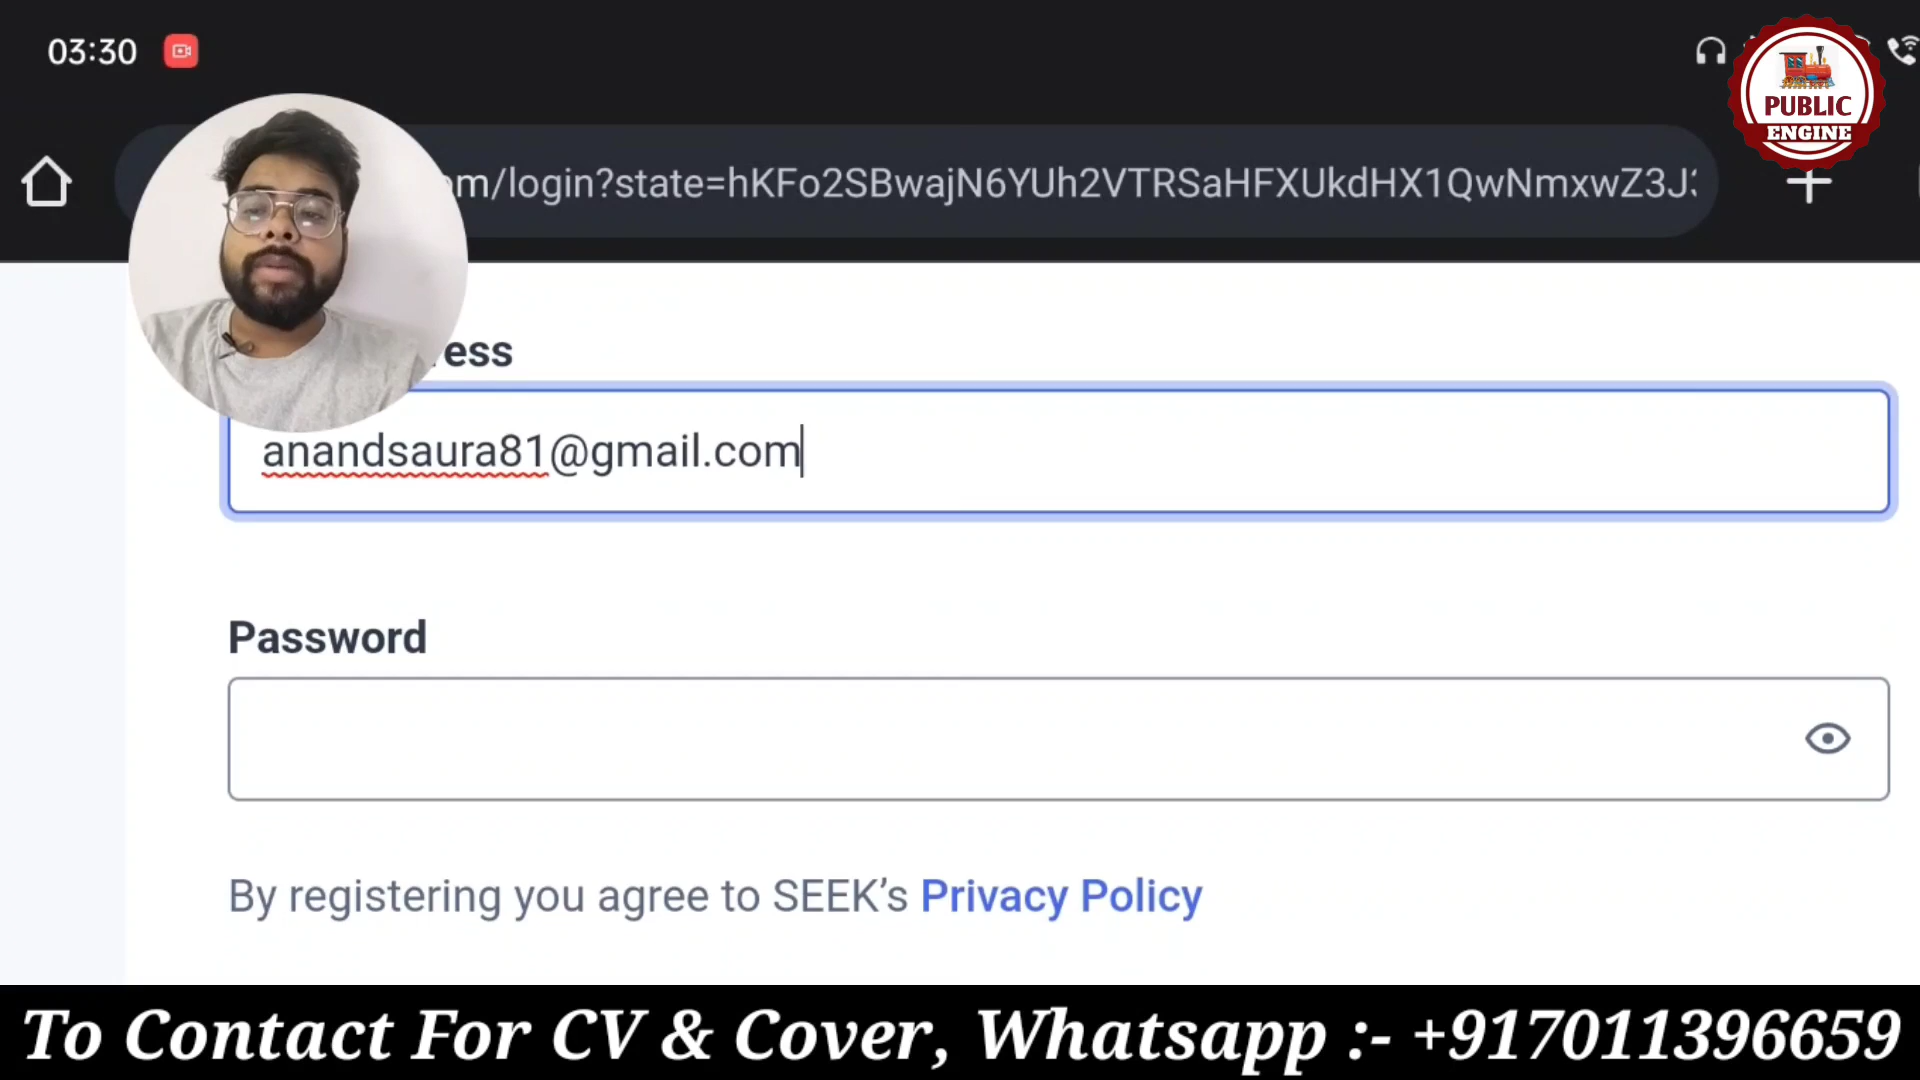 03:30
PUBLIC
ENGINE
m/login?state=hKFo2SBwajN6YUh2VTRSaHFXUkdHX1QwNmxwZ3J
ress
anandsaura81@gmail.com
Password
By registering you agree to SEEK’s Privacy Policy
To Contact For CV & Cover, Whatsapp :- +917011396659